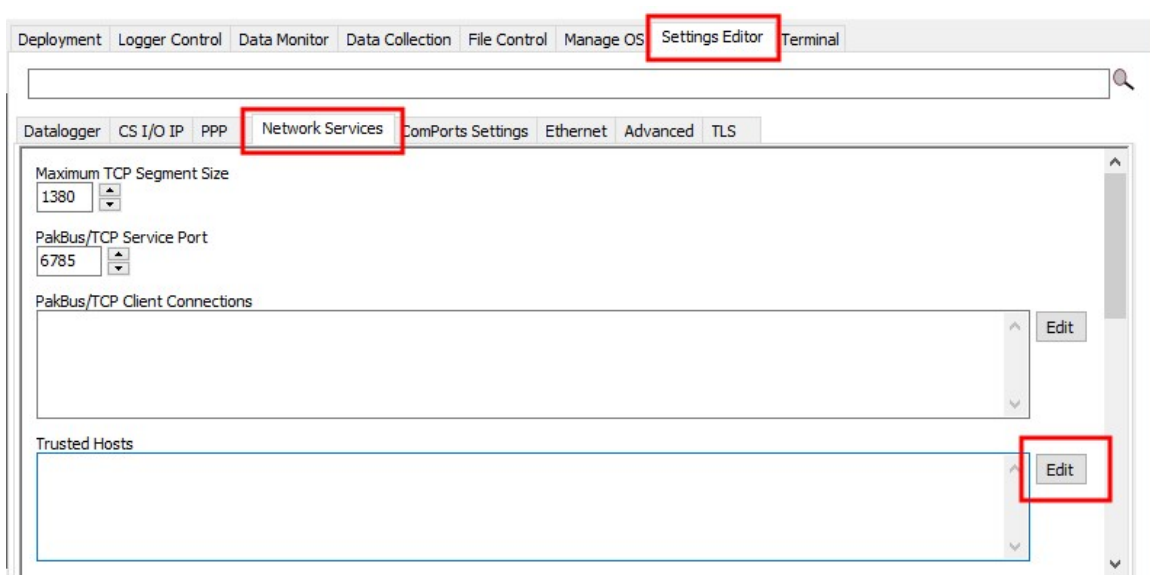 Deployment Logger Control Data Monitor Data Collection File Control Manage OS Settings Editor Terminal
Datalogger CS I/O IP PPP Network Services ComPorts Settings Ethernet Advanced TLS
Maximum TCP Segment Size
1380
PakBus/TCP Service Port
6785
PakBus/TCP Client Connections
Edit
Trusted Hosts
Edit